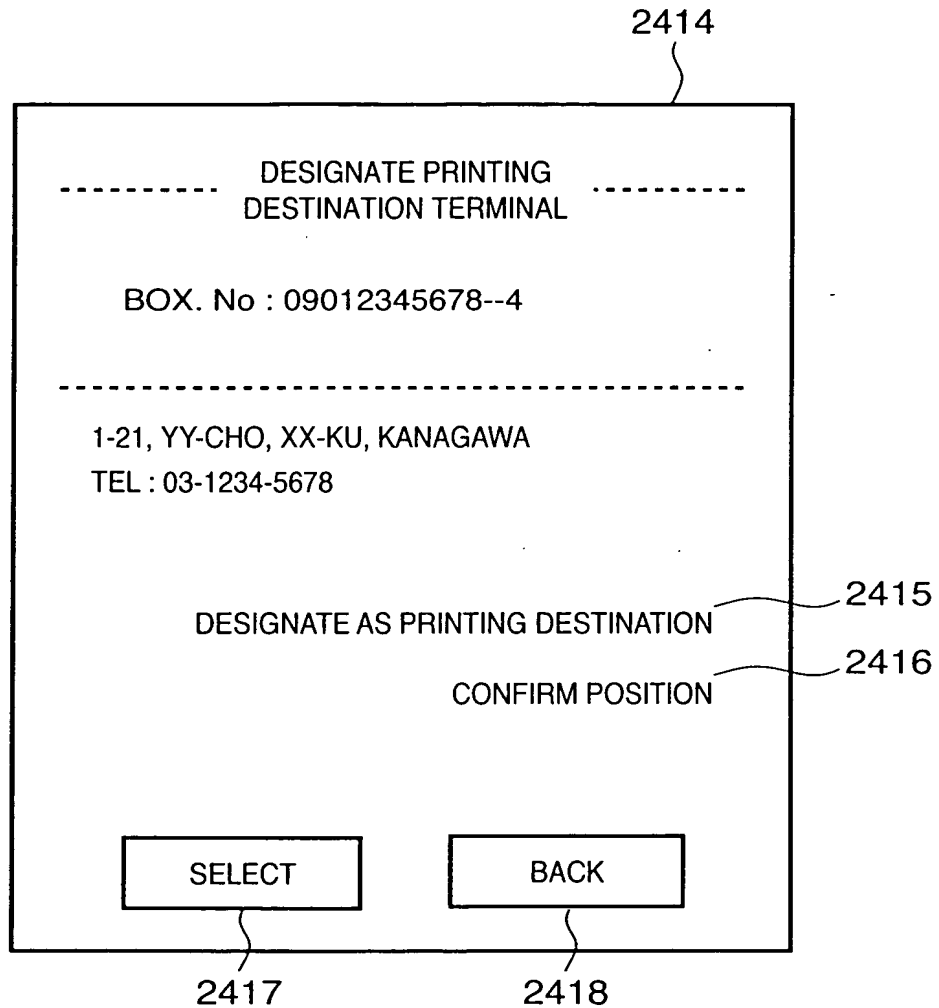 2414
DESIGNATE PRINTING
DESTINATION TERMINAL
BOX. No : 09012345678--4
1-21, YY-CHO, XX-KU, KANAGAWA
TEL : 03-1234-5678
DESIGNATE AS PRINTING DESTINATION
2415
CONFIRM POSITION
2416
SELECT
BACK
2417
2418